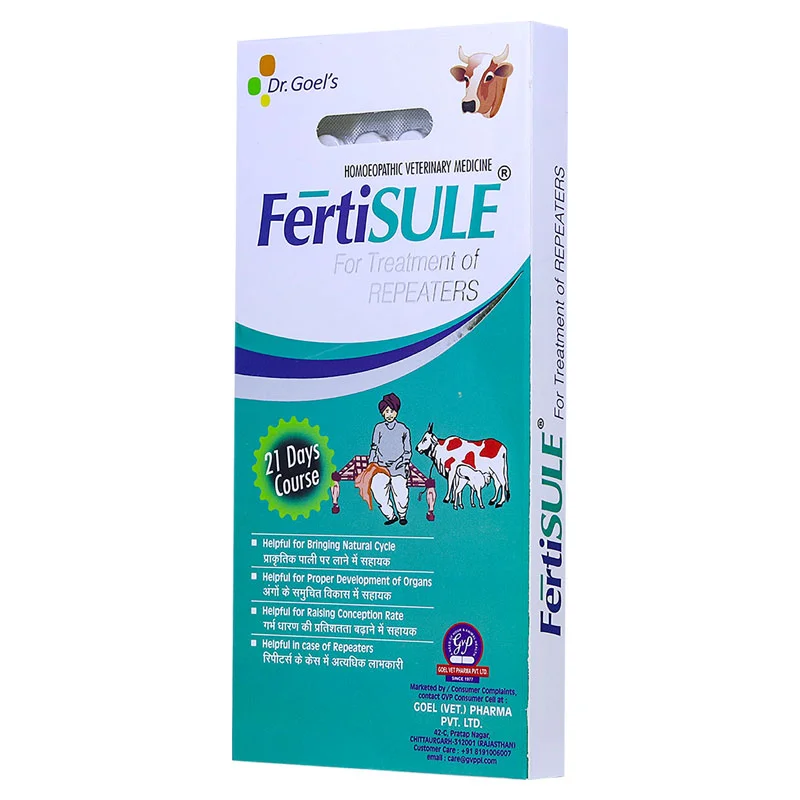 Dr. Goel's
HOMOEOPATHIC VETERINARY MEDICINE
FērtiSULE®
For Treatment of
REPEATERS
21 Days
Course
Helpful for Bringing Natural Cycle
प्राकृतिक पाली पर लाने में सहायक
Helpful for Proper Development of Organs
अंगों के समुचित विकास में सहायक
Helpful for Raising Conception Rate
गर्भ धारण की प्रतिशतता बढ़ाने में सहायक
Helpful in case of Repeaters
रिपीटर्स के केस में अत्यधिक लाभकारी
GVP
GOEL VET PHARMA PVT. LTD.
SINCE 1977
Marketed by / Consumer Complaints,
contact GVP Consumer Cell at :
GOEL (VET.) PHARMA
PVT. LTD.
42-C, Pratap Nagar,
CHITTAURGARH-312001 (RAJASTHAN)
Customer Care : +91 8191006007
email : care@gvppl.com
FērtiSULE® For Treatment of REPEATERS